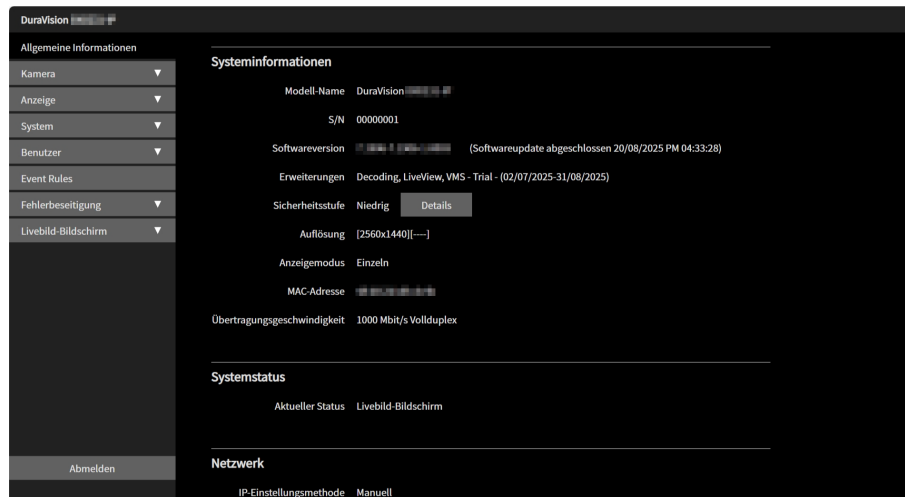 DuraVision
Allgemeine Informationen
Kamera
Anzeige
System
Benutzer
Event Rules
Fehlerbeseitigung
Livebild-Bildschirm
Abmelden
Systeminformationen
Modell-Name DuraVision
S/N 00000001
Softwareversion (Softwareupdate abgeschlossen 20/08/2025 PM 04:33:28)
Erweiterungen Decoding, LiveView, VMS - Trial - (02/07/2025-31/08/2025)
Sicherheitsstufe Niedrig Details
Auflösung [2560x1440][----]
Anzeigemodus Einzeln
MAC-Adresse
Übertragungsgeschwindigkeit 1000 Mbit/s Vollduplex
Systemstatus
Aktueller Status Livebild-Bildschirm
Netzwerk
IP-Einstellungsmethode Manuell